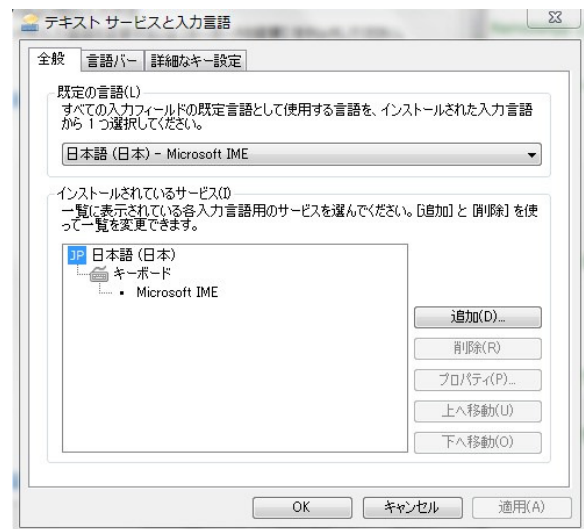 テキスト サービスと入力言語
全般 言語バー 詳細なキー設定
既定の言語(L)
すべての入力フィールドの既定言語として使用する言語を、インストールされた入力言語
から 1 つ選択してください。
日本語 (日本) - Microsoft IME
インストールされているサービス(I)
一覧に表示されている各入力言語用のサービスを選んでください。[追加] と [削除] を使
って一覧を変更できます。
JP 日本語 (日本)
キーボード
• Microsoft IME
追加(D)...
削除(R)
プロパティ(P)...
上へ移動(U)
下へ移動(O)
OK キャンセル 適用(A)